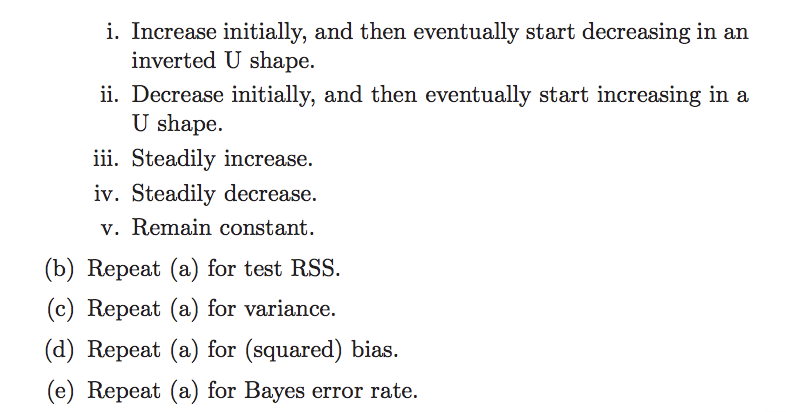 i. Increase initially, and then eventually start decreasing in an
inverted U shape.
ii. Decrease initially, and then eventually start increasing in a
U shape.
iii. Steadily increase.
iv. Steadily decrease.
v. Remain constant.
(b) Repeat (a) for test RSS.
(c) Repeat (a) for variance.
(d) Repeat (a) for (squared) bias.
(e) Repeat (a) for Bayes error rate.